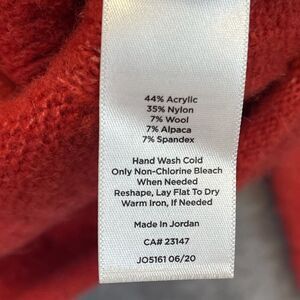 44% Acrylic
35% Nylon
7% Wool
7% Alpaca
7% Spandex
Hand Wash Cold
Only Non-Chlorine Bleach
When Needed
Reshape, Lay Flat To Dry
Warm Iron, If Needed
Made In Jordan
CA# 23147
JO5161 06/20